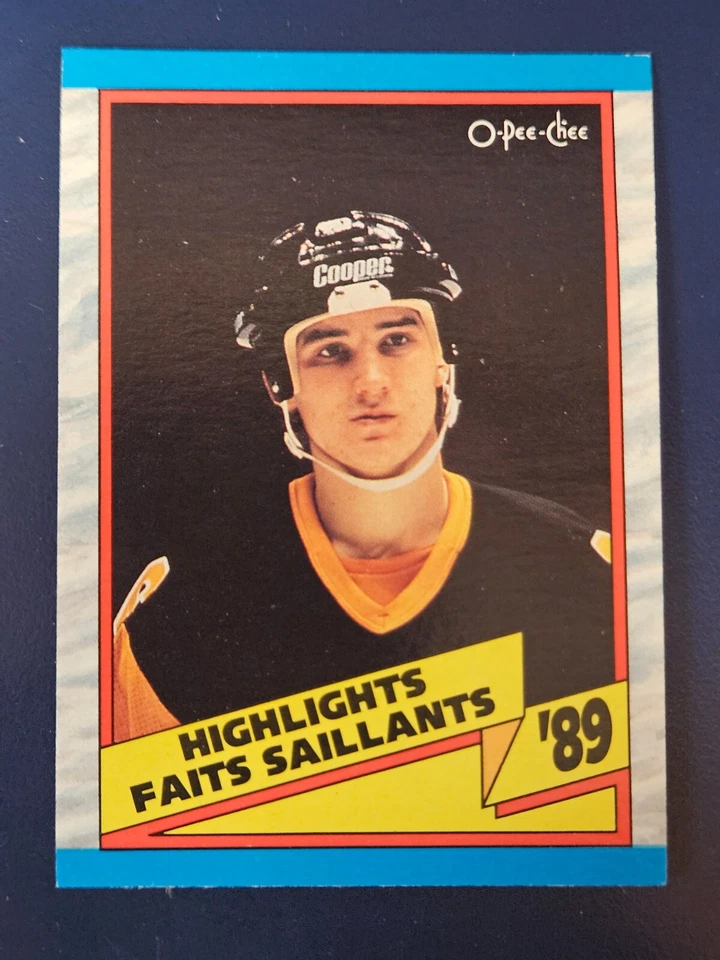 O-Pee-Chee
Cooper
HIGHLIGHTS
FAITS SAILLANTS
'89